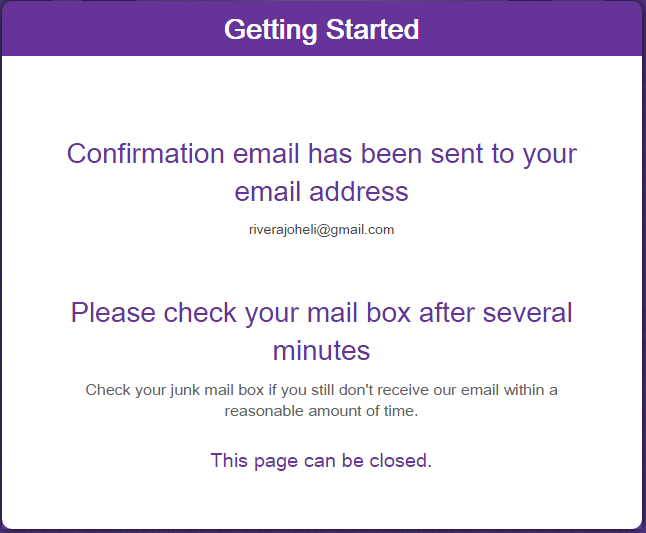 Getting Started
Confirmation email has been sent to your
email address
riverajoheli@gmail.com
Please check your mail box after several
minutes
Check your junk mail box if you still don't receive our email within a
reasonable amount of time.
This page can be closed.